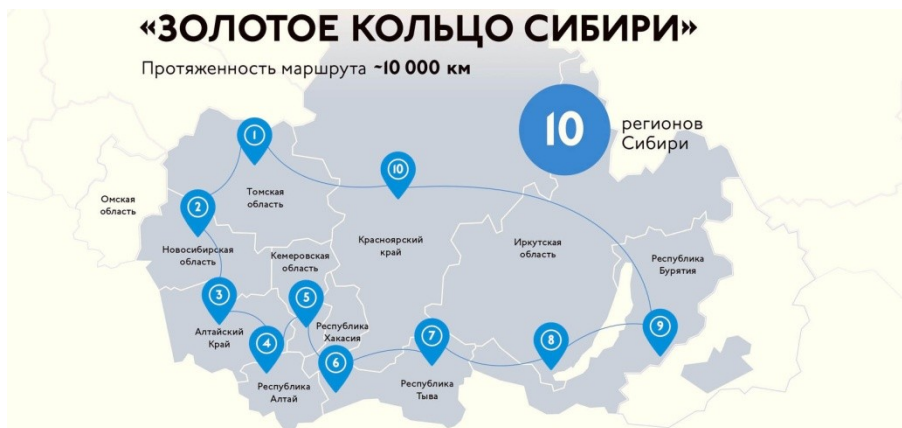 «ЗОЛОТОЕ КОЛЬЦО СИБИРИ»
Протяженность маршрута ~10 000 км
10
регионов
Сибири
1
10
Томская
область
Омская
область
2
Новосибирская
область
Красноярский
край
Иркутская
область
Кемеровская
область
Республика
Бурятия
3
5
Алтайский
Край
Республика
Хакасия
4
6
7
8
9
Республика
Алтай
Республика
Тыва